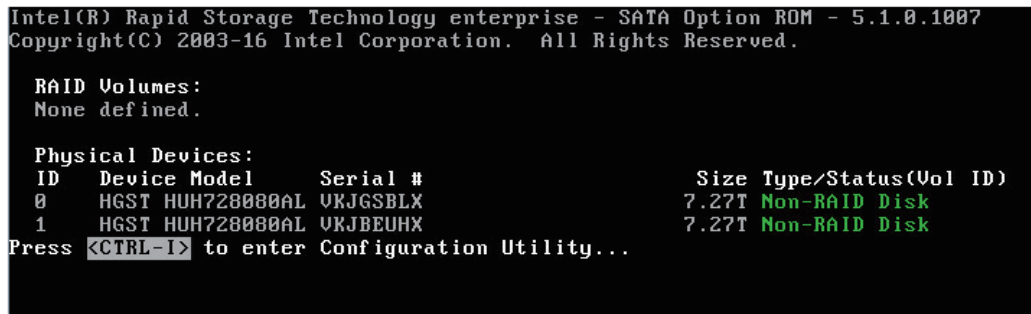 Intel(R) Rapid Storage Technology enterprise - SATA Option ROM - 5.1.0.1007
Copyright(C) 2003-16 Intel Corporation.  All Rights Reserved.
RAID Volumes:
None defined.
Physical Devices:
ID Device Model Serial # Size Type/Status(Vol ID)
0 HGST HUH728080AL VKJGSBLX 7.27T Non-RAID Disk
1 HGST HUH728080AL VKJBEUHX 7.27T Non-RAID Disk
Press <CTRL-I> to enter Configuration Utility...